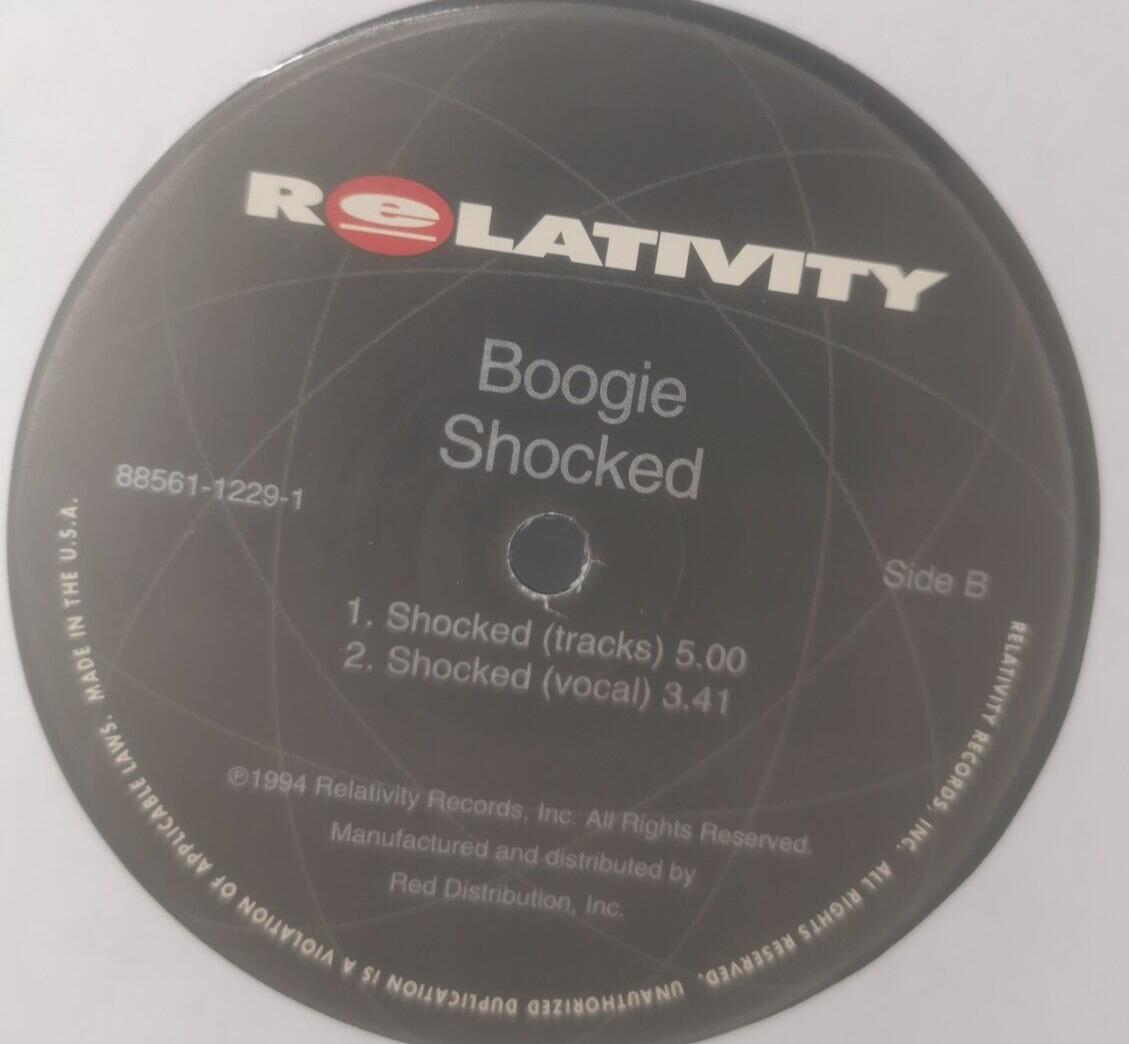 ReLATIVITY
Boogie
Shocked
88561-1229-1
Side B
1. Shocked (tracks) 5.00
2. Shocked (vocal) 3.41
℗1994 Relativity Records, Inc. All Rights Reserved.
Manufactured and distributed by
Red Distribution, Inc.
RELATIVITY RECORDS, INC. ALL RIGHTS RESERVED. UNAUTHORIZED DUPLICATION IS A VIOLATION OF APPLICABLE LAWS. MADE IN THE U.S.A.